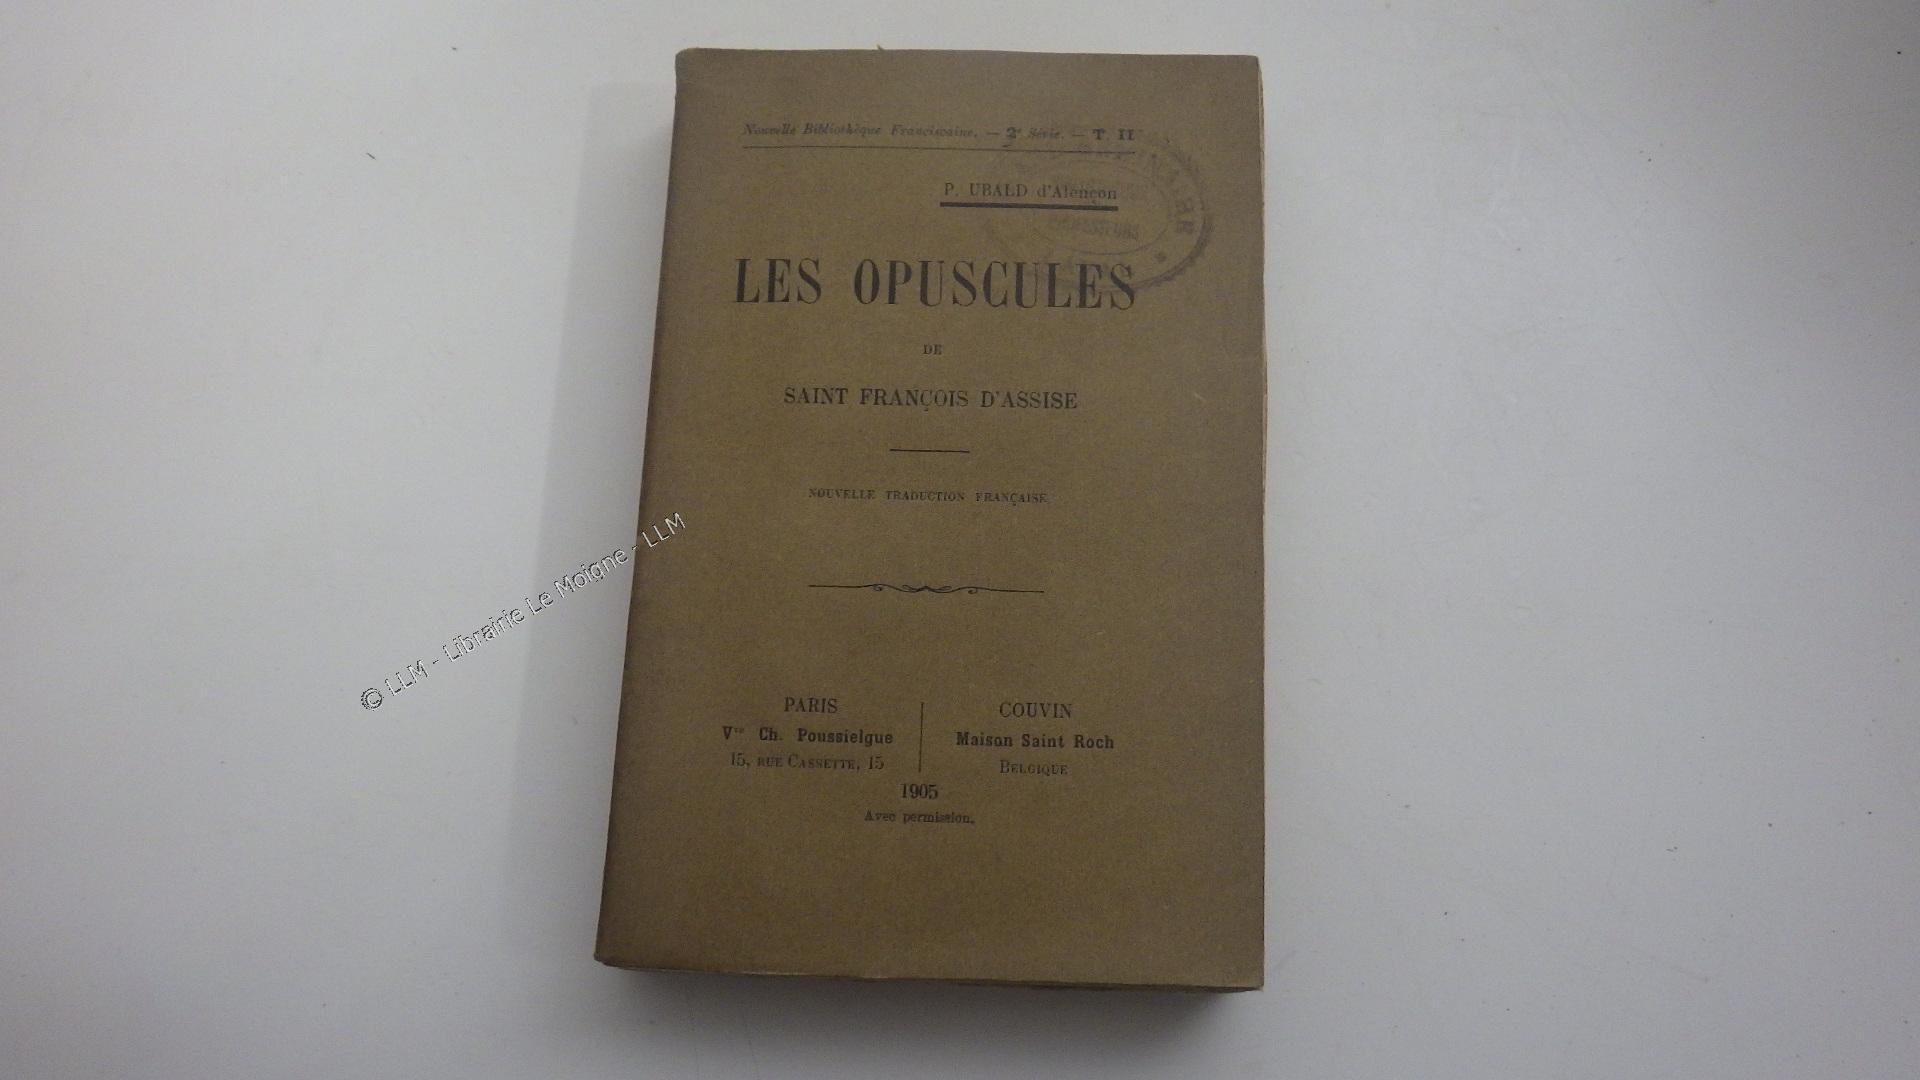 Nouvelle Bibliothèque Franciscaine. — 2e Série. — T. II
P. UBALD d'Alençon
LES OPUSCULES
DE
SAINT FRANÇOIS D'ASSISE
NOUVELLE TRADUCTION FRANÇAISE
PARIS
Vve Ch. Poussielgue
15, RUE CASSETTE, 15
COUVIN
Maison Saint Roch
BELGIQUE
1905
Avec permission.
© LLM - Librairie Le Moigne - LLM